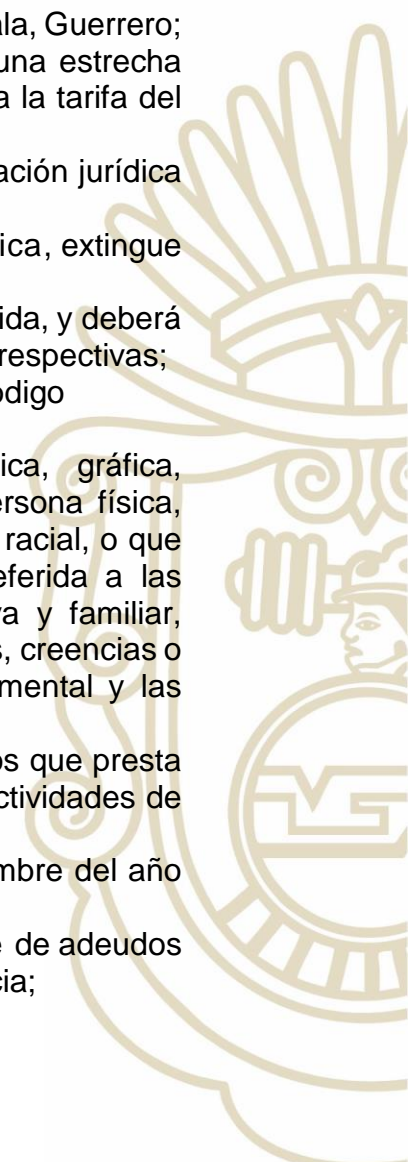 ala, Guerrero;
una estrecha
a la tarifa del
ación jurídica
ica, extingue
ida, y deberá
respectivas;
ódigo
ica, gráfica,
ersona física,
racial, o que
eferida a las
va y familiar,
s, creencias o
mental y las
os que presta
ctividades de
mbre del año
e de adeudos
cia;